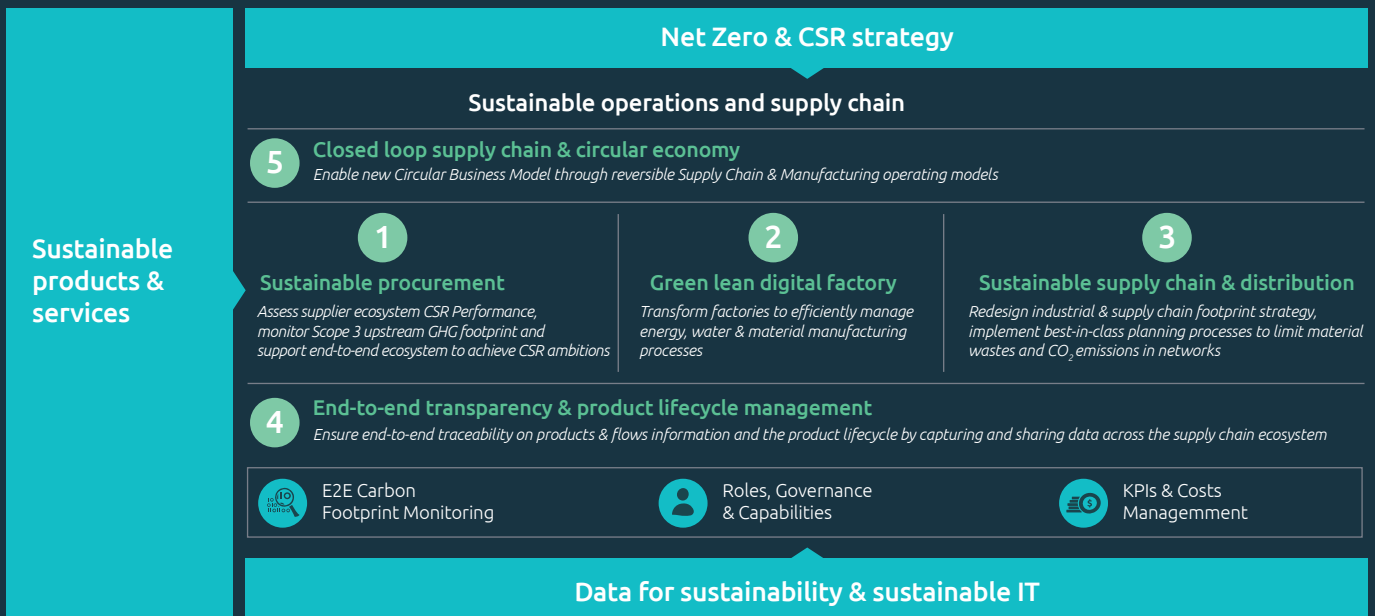 Net Zero & CSR strategy
Sustainable operations and supply chain
Sustainable
products &
services
5
Closed loop supply chain & circular economy
Enable new Circular Business Model through reversible Supply Chain & Manufacturing operating models
1
Sustainable procurement
Assess supplier ecosystem CSR Performance,
monitor Scope 3 upstream GHG footprint and
support end-to-end ecosystem to achieve CSR ambitions
2
Green lean digital factory
Transform factories to efficiently manage
energy, water & material manufacturing
processes
3
Sustainable supply chain & distribution
Redesign industrial & supply chain footprint strategy,
implement best-in-class planning processes to limit material
wastes and CO₂ emissions in networks
4
End-to-end transparency & product lifecycle management
Ensure end-to-end traceability on products & flows information and the product lifecycle by capturing and sharing data across the supply chain ecosystem
E2E Carbon
Footprint Monitoring
Roles, Governance
& Capabilities
$
KPIs & Costs
Managemment
Data for sustainability & sustainable IT